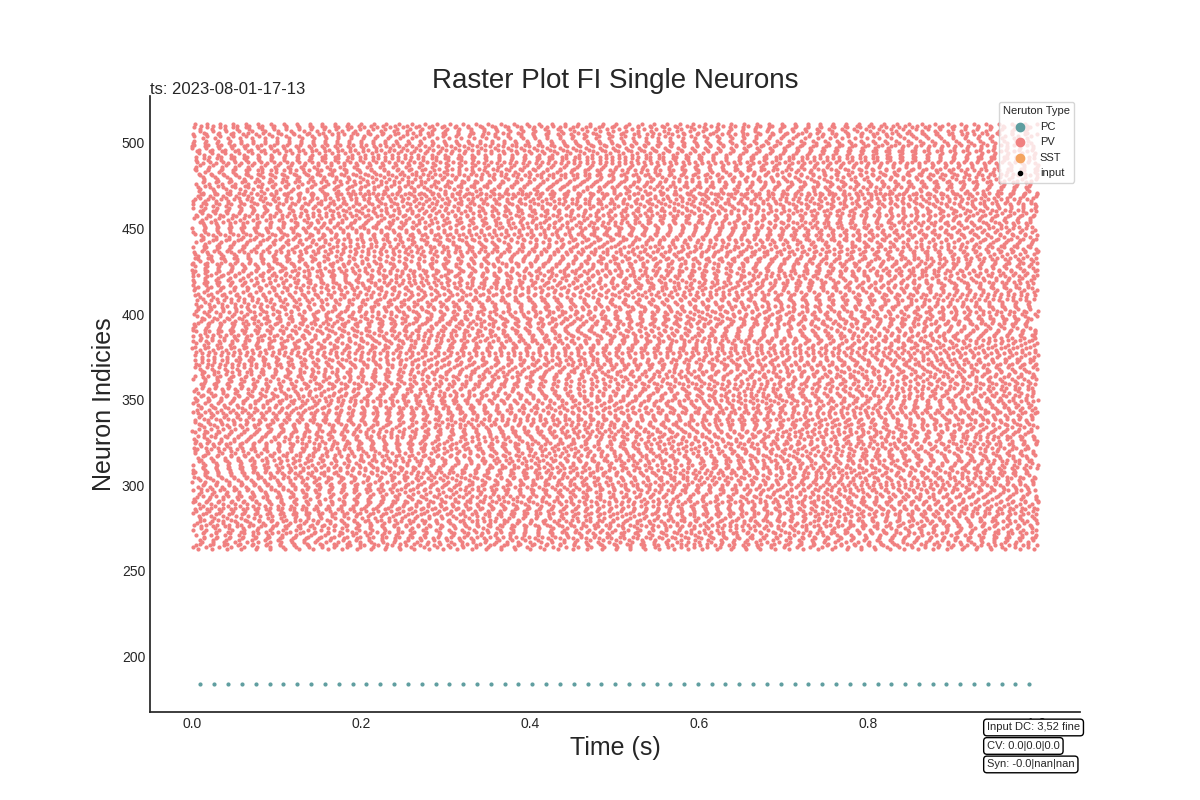 Raster Plot FI Single Neurons
ts: 2023-08-01-17-13
Neruton Type
PC
PV
SST
input
Neuron Indicies
500
450
400
350
300
250
200
0.0 0.2 0.4 0.6 0.8
Time (s)
Input DC: 3,52 fine
CV: 0.0|0.0|0.0
Syn: -0.0|nan|nan